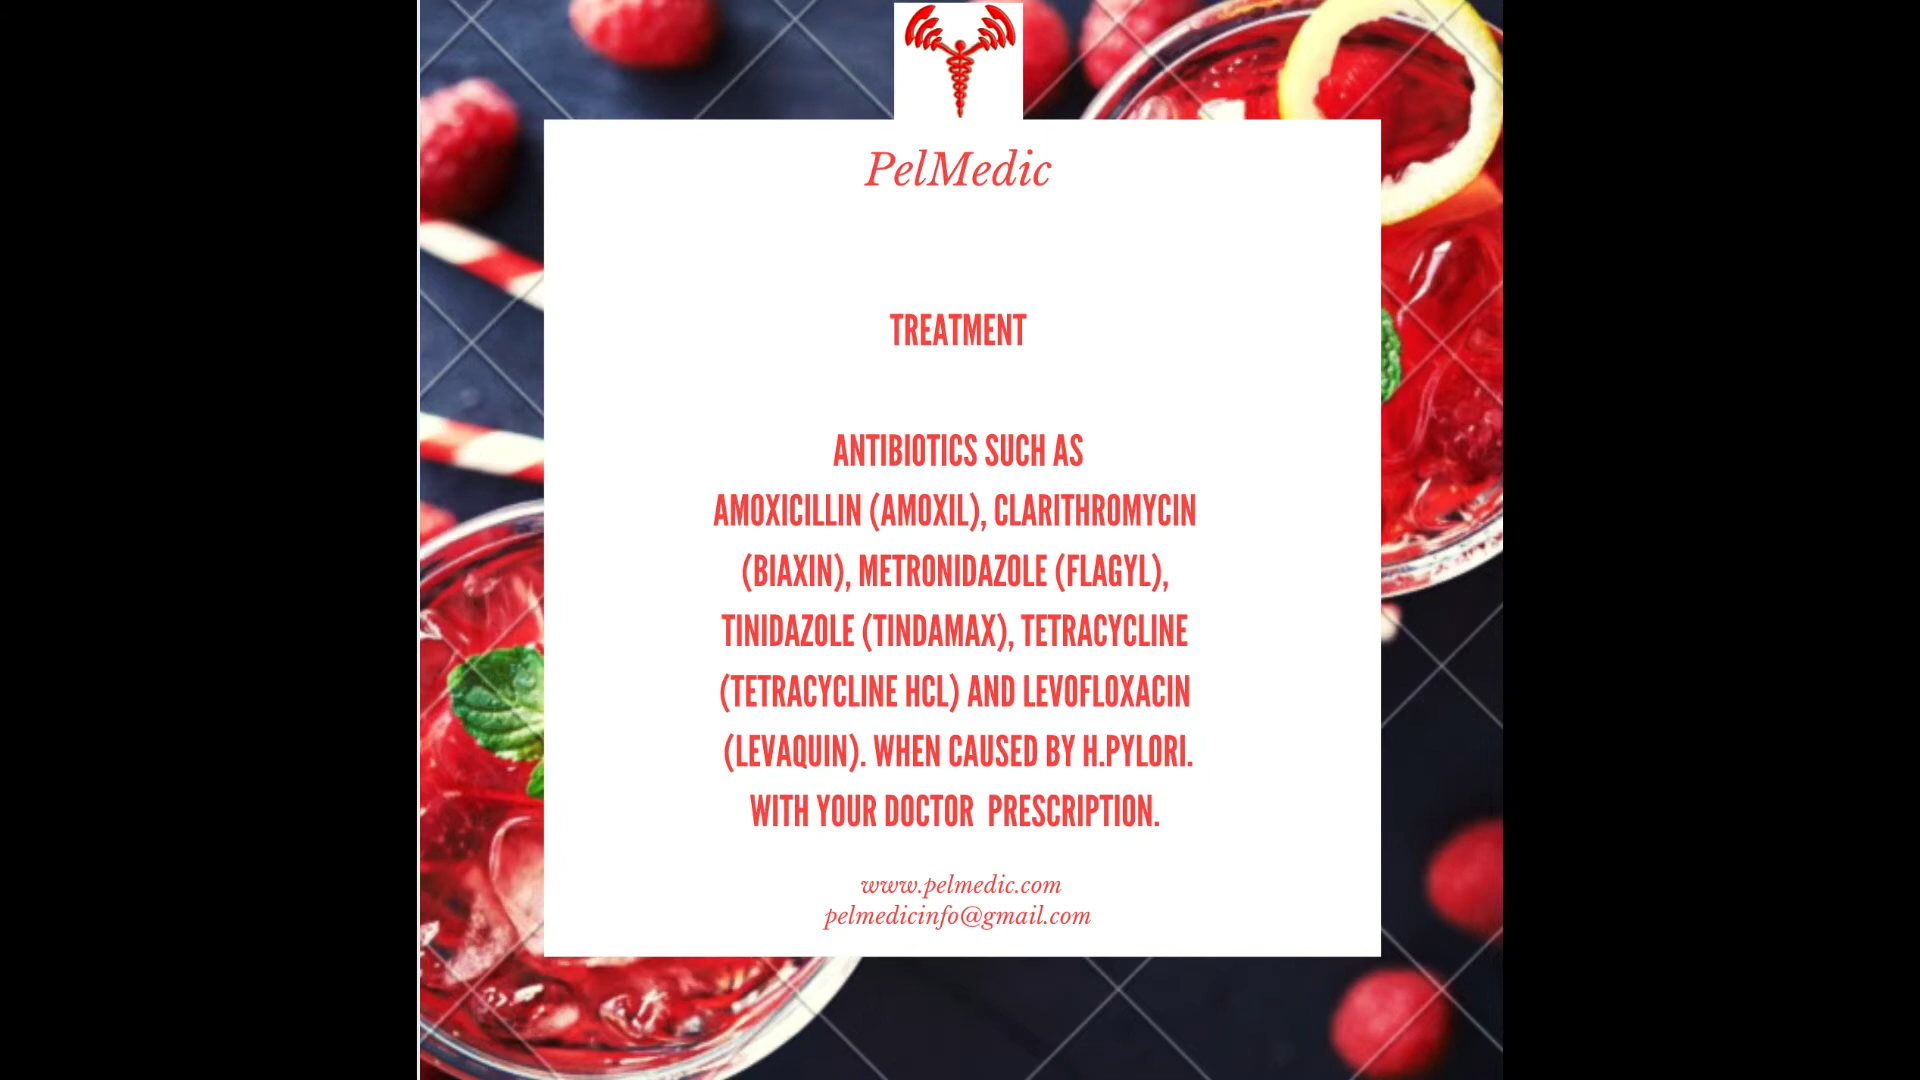 PelMedic
TREATMENT
ANTIBIOTICS SUCH AS
AMOXICILLIN (AMOXIL), CLARITHROMYCIN
(BIAXIN), METRONIDAZOLE (FLAGYL),
TINIDAZOLE (TINDAMAX), TETRACYCLINE
(TETRACYCLINE HCL) AND LEVOFLOXACIN
(LEVAQUIN). WHEN CAUSED BY H.PYLORI.
WITH YOUR DOCTOR  PRESCRIPTION.
www.pelmedic.com
pelmedicinfo@gmail.com